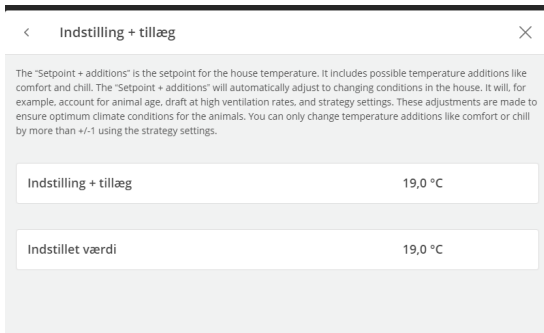 Indstilling + tillæg
The “Setpoint + additions” is the setpoint for the house temperature. It includes possible temperature additions like
comfort and chill. The “Setpoint + additions” will automatically adjust to changing conditions in the house. It will, for
example, account for animal age, draft at high ventilation rates, and strategy settings. These adjustments are made to
ensure optimum climate conditions for the animals. You can only change temperature additions like comfort or chill
by more than +/-1 using the strategy settings.
Indstilling + tillæg 19,0 °C
Indstillet værdi 19,0 °C